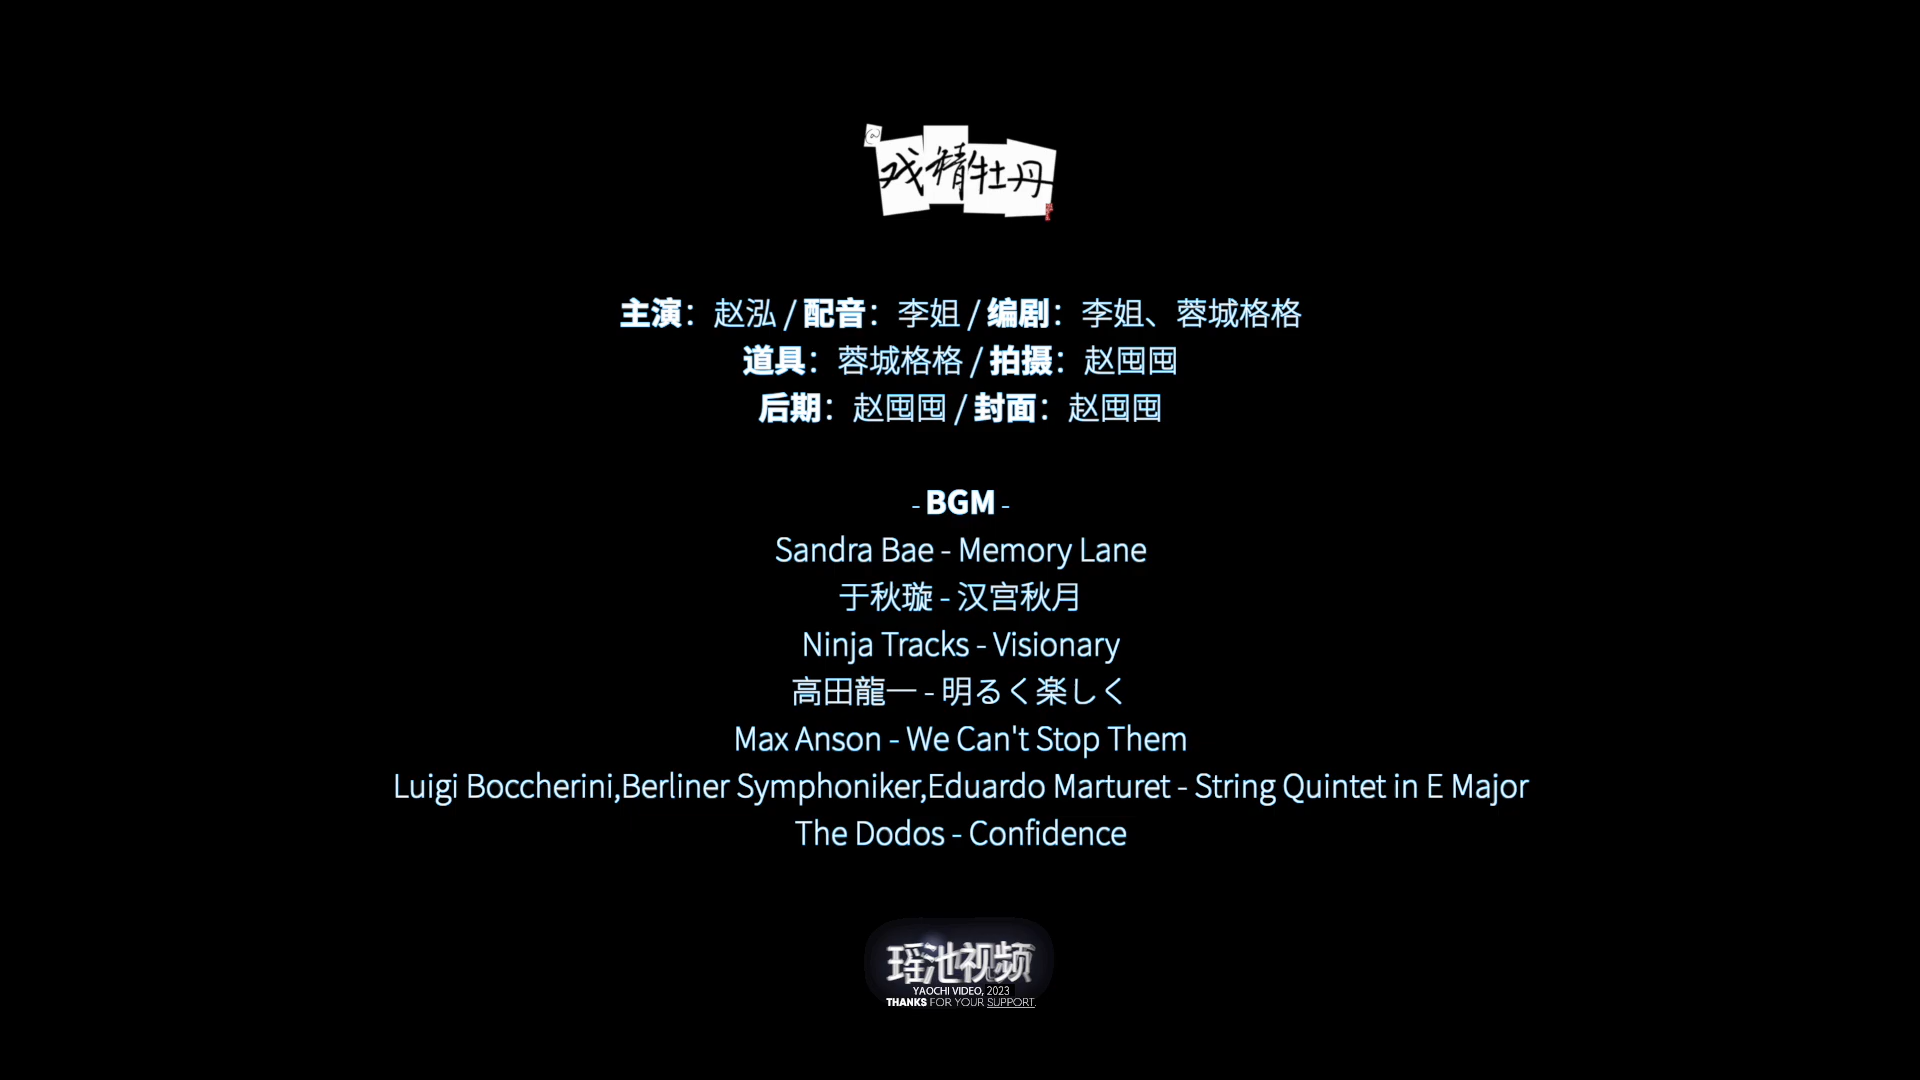 @戏精牡丹
主演：赵泓 / 配音：李姐 / 编剧：李姐、蓉城格格
道具：蓉城格格 / 拍摄：赵囤囤
后期：赵囤囤 / 封面：赵囤囤
- BGM -
Sandra Bae - Memory Lane
于秋璇 - 汉宫秋月
Ninja Tracks - Visionary
高田龍一 - 明るく楽しく
Max Anson - We Can't Stop Them
Luigi Boccherini,Berliner Symphoniker,Eduardo Marturet - String Quintet in E Major
The Dodos - Confidence
瑶池视频
YAOCHI VIDEO, 2023
THANKS FOR YOUR SUPPORT.